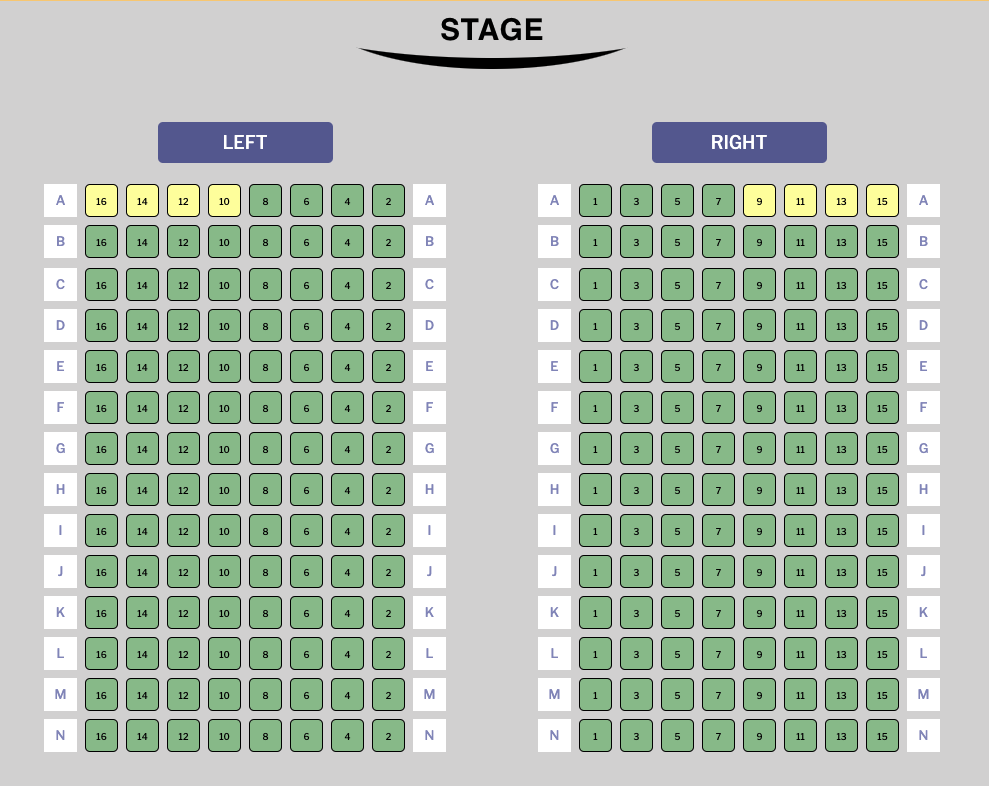 STAGE
LEFT RIGHT
A 16 14 12 10 8 6 4 2 A A 1 3 5 7 9 11 13 15 A
B 16 14 12 10 8 6 4 2 B B 1 3 5 7 9 11 13 15 B
C 16 14 12 10 8 6 4 2 C C 1 3 5 7 9 11 13 15 C
D 16 14 12 10 8 6 4 2 D D 1 3 5 7 9 11 13 15 D
E 16 14 12 10 8 6 4 2 E E 1 3 5 7 9 11 13 15 E
F 16 14 12 10 8 6 4 2 F F 1 3 5 7 9 11 13 15 F
G 16 14 12 10 8 6 4 2 G G 1 3 5 7 9 11 13 15 G
H 16 14 12 10 8 6 4 2 H H 1 3 5 7 9 11 13 15 H
I 16 14 12 10 8 6 4 2 I I 1 3 5 7 9 11 13 15 I
J 16 14 12 10 8 6 4 2 J J 1 3 5 7 9 11 13 15 J
K 16 14 12 10 8 6 4 2 K K 1 3 5 7 9 11 13 15 K
L 16 14 12 10 8 6 4 2 L L 1 3 5 7 9 11 13 15 L
M 16 14 12 10 8 6 4 2 M M 1 3 5 7 9 11 13 15 M
N 16 14 12 10 8 6 4 2 N N 1 3 5 7 9 11 13 15 N